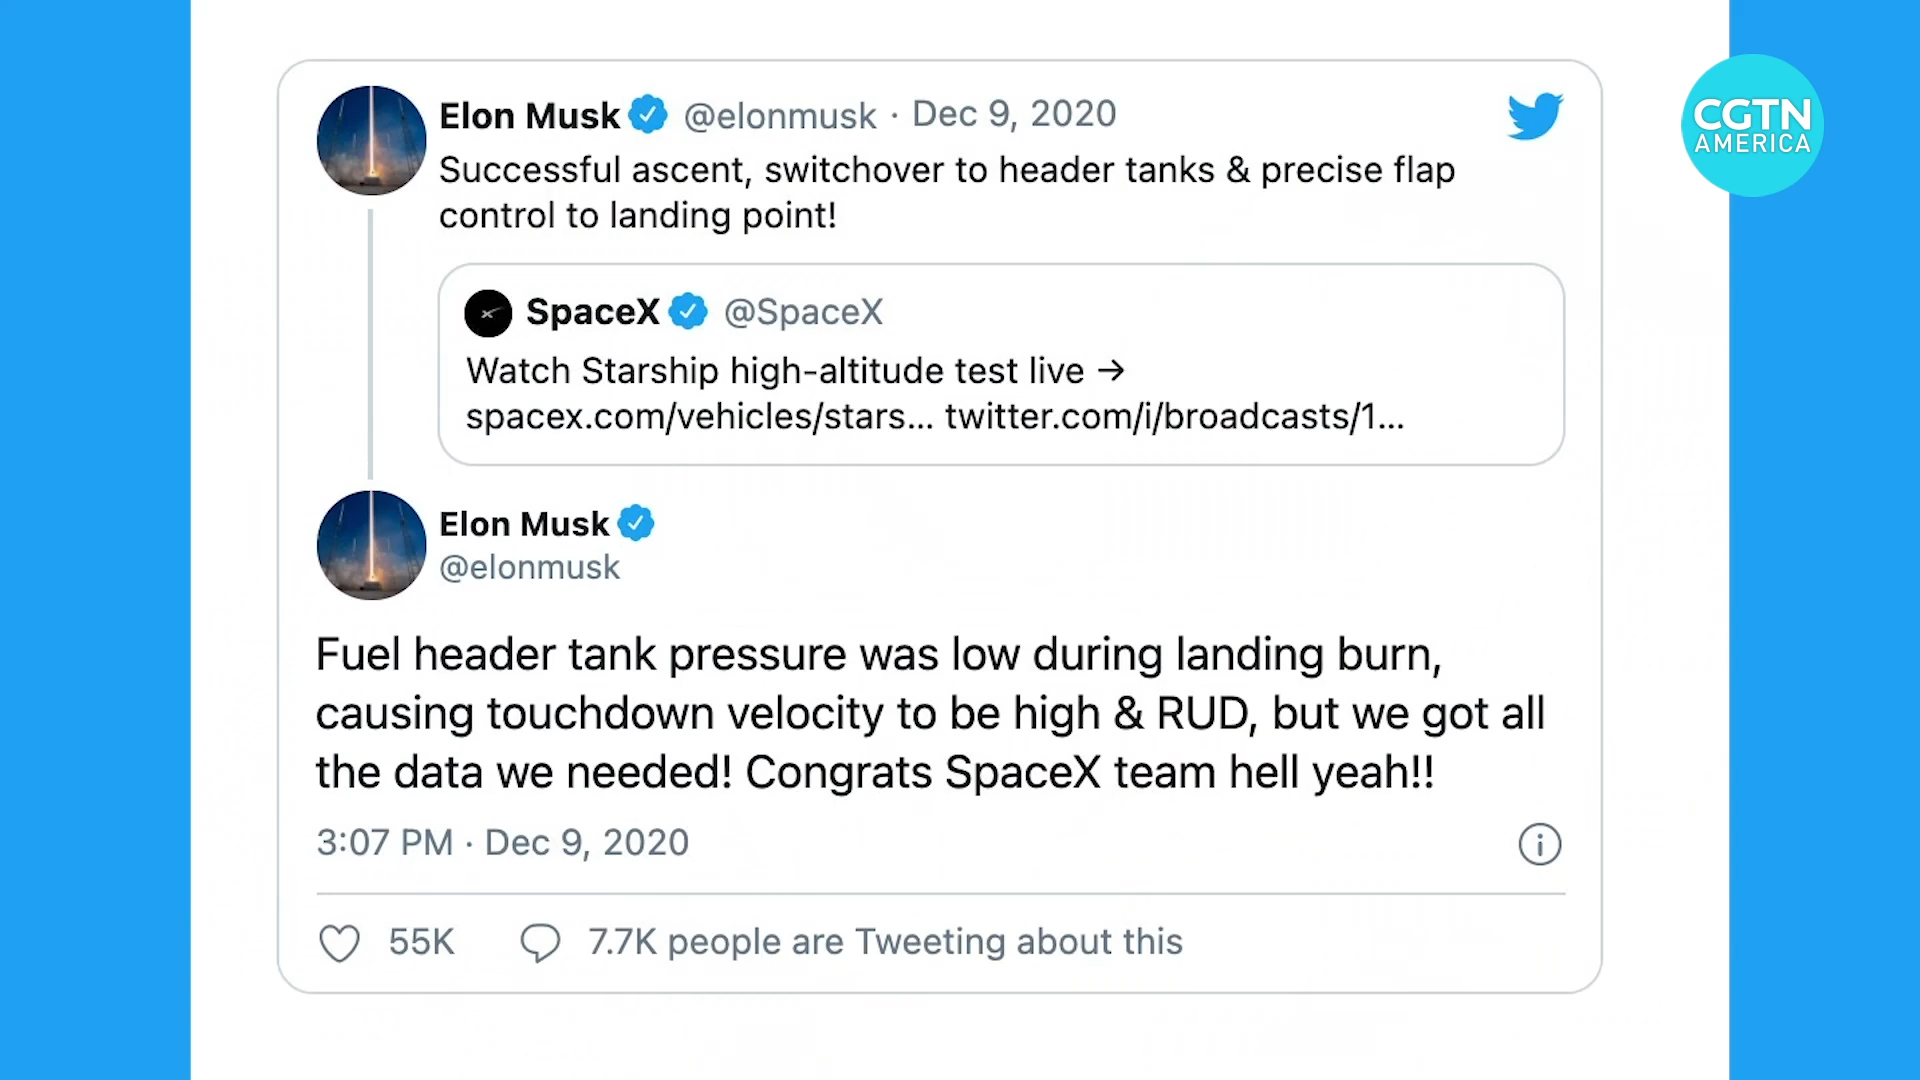 Elon Musk @elonmusk · Dec 9, 2020
Successful ascent, switchover to header tanks & precise flap
control to landing point!
SpaceX @SpaceX
Watch Starship high-altitude test live →
spacex.com/vehicles/stars... twitter.com/i/broadcasts/1...
Elon Musk
@elonmusk
Fuel header tank pressure was low during landing burn,
causing touchdown velocity to be high & RUD, but we got all
the data we needed! Congrats SpaceX team hell yeah!!
3:07 PM · Dec 9, 2020
55K 7.7K people are Tweeting about this
CGTN
AMERICA